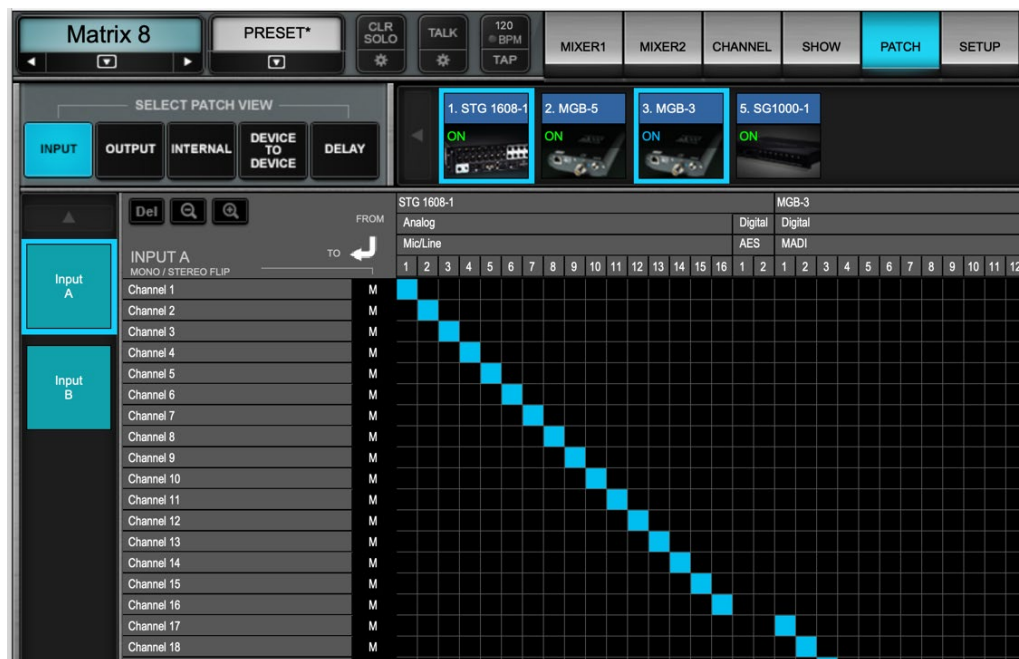 Matrix 8
PRESET*
CLR SOLO
TALK
120 BPM
TAP
MIXER1
MIXER2
CHANNEL
SHOW
PATCH
SETUP
SELECT PATCH VIEW
INPUT
OUTPUT
INTERNAL
DEVICE TO DEVICE
DELAY
1. STG 1608-1
ON
2. MGB-5
ON
3. MGB-3
ON
5. SG1000-1
ON
Input A
Input B
Del
FROM
TO
INPUT A
MONO / STEREO FLIP
STG 1608-1 MGB-3
Analog Digital Digital
Mic/Line AES MADI
1 2 3 4 5 6 7 8 9 10 11 12 13 14 15 16 1 2 1 2 3 4 5 6 7 8 9 10 11 12
Channel 1 M
Channel 2 M
Channel 3 M
Channel 4 M
Channel 5 M
Channel 6 M
Channel 7 M
Channel 8 M
Channel 9 M
Channel 10 M
Channel 11 M
Channel 12 M
Channel 13 M
Channel 14 M
Channel 15 M
Channel 16 M
Channel 17 M
Channel 18 M